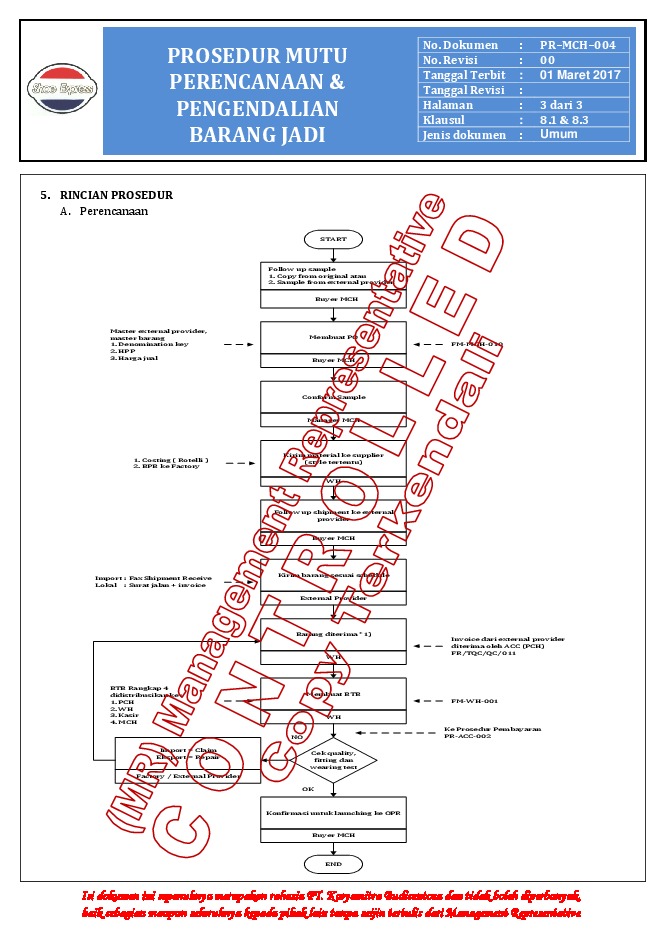 Shoe Express
PROSEDUR MUTU
PERENCANAAN &
PENGENDALIAN
BARANG JADI
No. Dokumen : PR–MCH–004
No. Revisi : 00
Tanggal Terbit : 01 Maret 2017
Tanggal Revisi :
Halaman : 3 dari 3
Klausul : 8.1 & 8.3
Jenis dokumen : Umum
5. RINCIAN PROSEDUR
A. Perencanaan
START
Follow up sample
1. Copy from original atau
2. Sample from external provider
Buyer MCH
Master external provider,
master barang
1. Denomination key
2. HPP
3. Harga jual
Membuat PO
Buyer MCH
FM-MCH-010
Confirm Sample
Manager MCH
1. Costing ( Rotelli )
2. BPB ke Factory
Kirim material ke supplier
(style tertentu)
WH
Follow up shipment ke external
provider
Buyer MCH
Import : Fax Shipment Receive
Lokal : Surat jalan + invoice
Kirim barang sesuai schedule
External Provider
Barang diterima * 1)
WH
Invoice dari external provider
diterima oleh ACC (PCH)
FR/TQC/QC/011
BTB Rangkap 4
didistribusikan ke
1. PCH
2. WH
3. Kasir
4. MCH
Membuat BTB
WH
FM-WH-001
Ke Prosedur Pembayaran
PR-ACC-002
NO
Import = Claim
Eksport = Repair
Factory / External Provider
Cek quality,
fitting dan
wearing test
OK
Konfirmasi untuk launching ke OPR
Buyer MCH
END
(MR) Management Representative
CONTROLLED
Copy Terkendali
Isi dokumen ini sepenuhnya merupakan rahasia PT. Karyamitra Budisentosa dan tidak boleh diperbanyak,
baik sebagian maupun seluruhnya kepada pihak lain tanpa seijin tertulis dari Management Representative